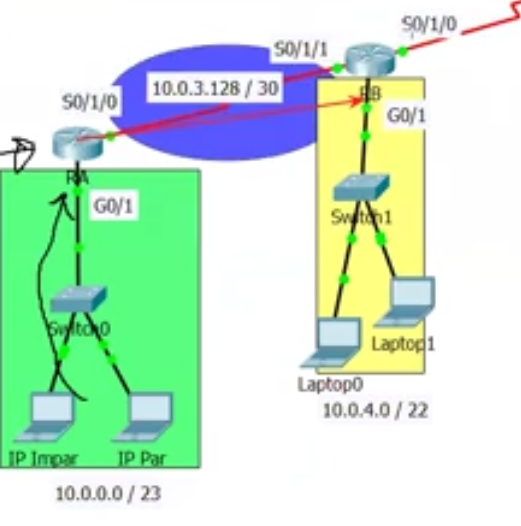 S0/1/0
S0/1/1
10.0.3.128 / 30
S0/1/0
RB
G0/1
RA
G0/1
Switch1
Switch0
Laptop1
Laptop0
10.0.4.0 / 22
IP Impar
IP Par
10.0.0.0 / 23